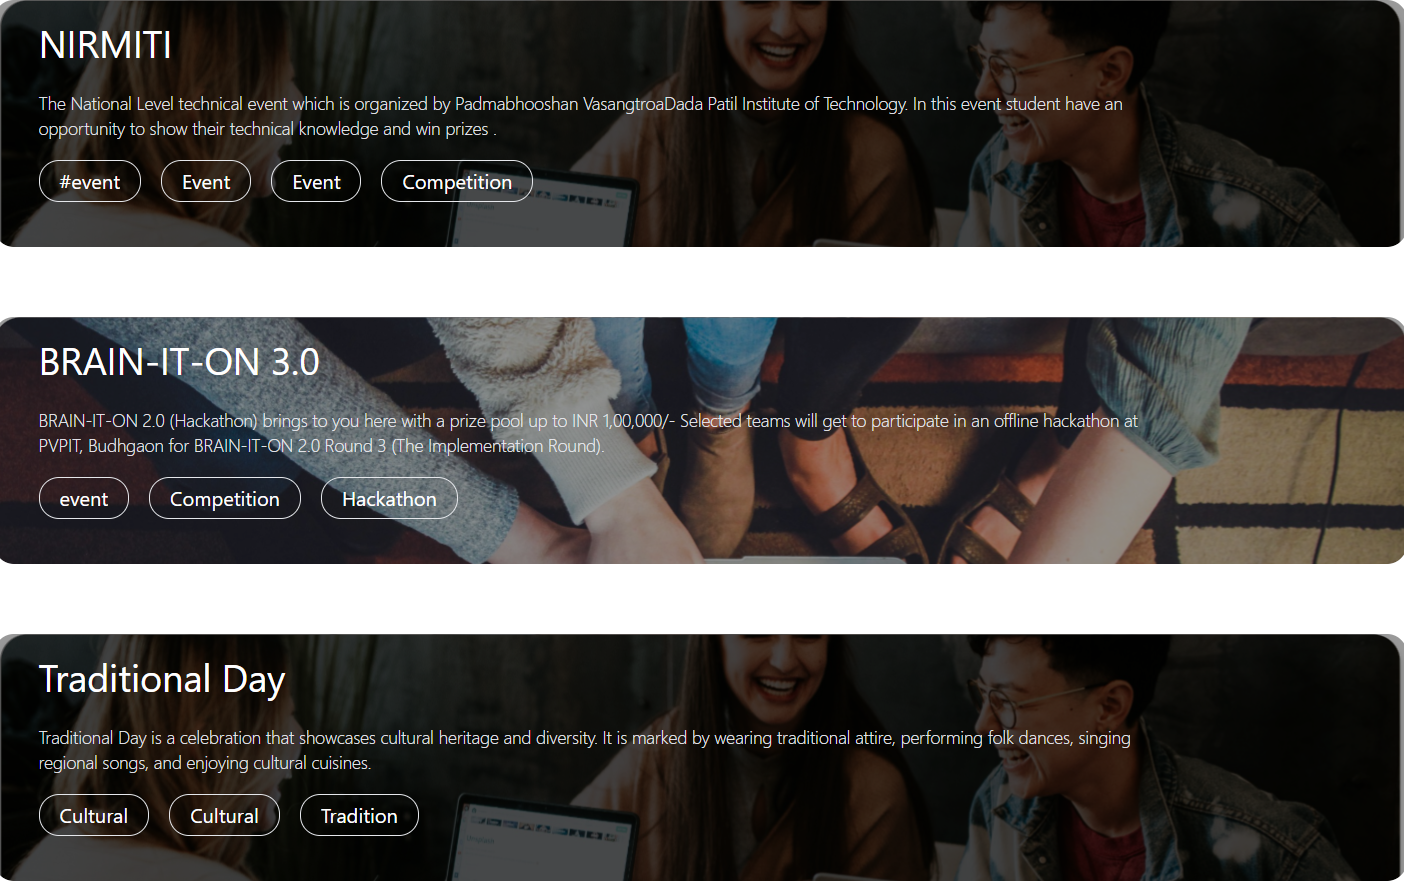 NIRMITI
The National Level technical event which is organized by Padmabhooshan VasangtroaDada Patil Institute of Technology. In this event student have an
opportunity to show their technical knowledge and win prizes .
#event Event Event Competition
BRAIN-IT-ON 3.0
BRAIN-IT-ON 2.0 (Hackathon) brings to you here with a prize pool up to INR 1,00,000/- Selected teams will get to participate in an offline hackathon at
PVPIT, Budhgaon for BRAIN-IT-ON 2.0 Round 3 (The Implementation Round).
event Competition Hackathon
Traditional Day
Traditional Day is a celebration that showcases cultural heritage and diversity. It is marked by wearing traditional attire, performing folk dances, singing
regional songs, and enjoying cultural cuisines.
Cultural Cultural Tradition